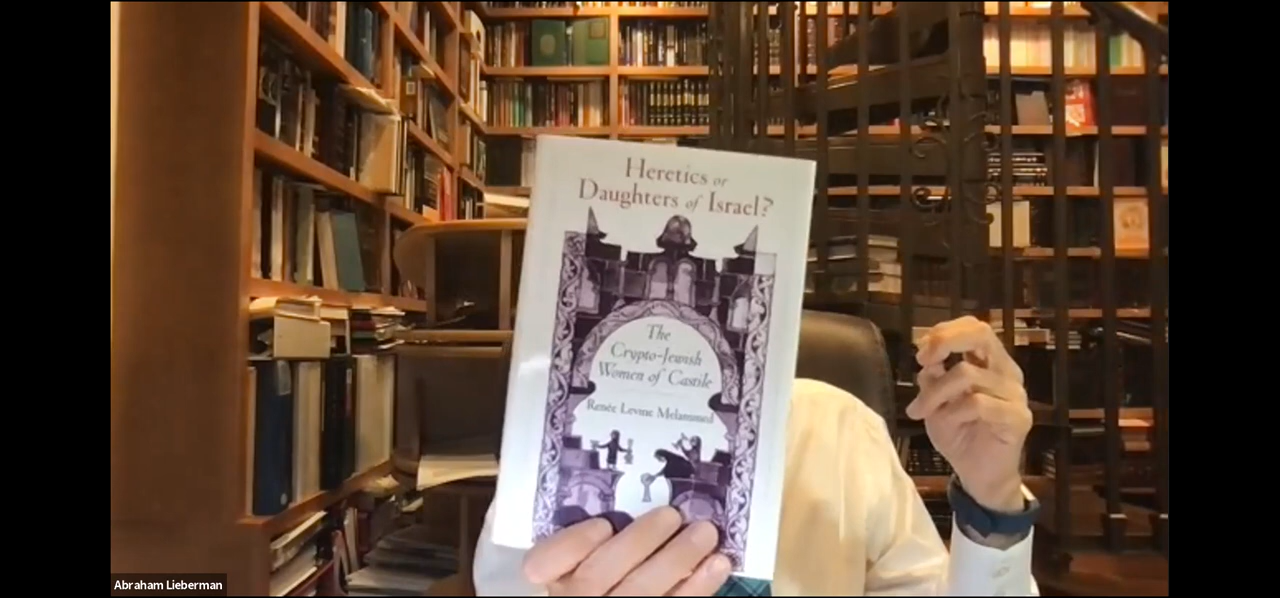 Heretics or
Daughters of Israel?
The
Crypto-Jewish
Women of Castile
Renée Levine Melammed
Abraham Lieberman